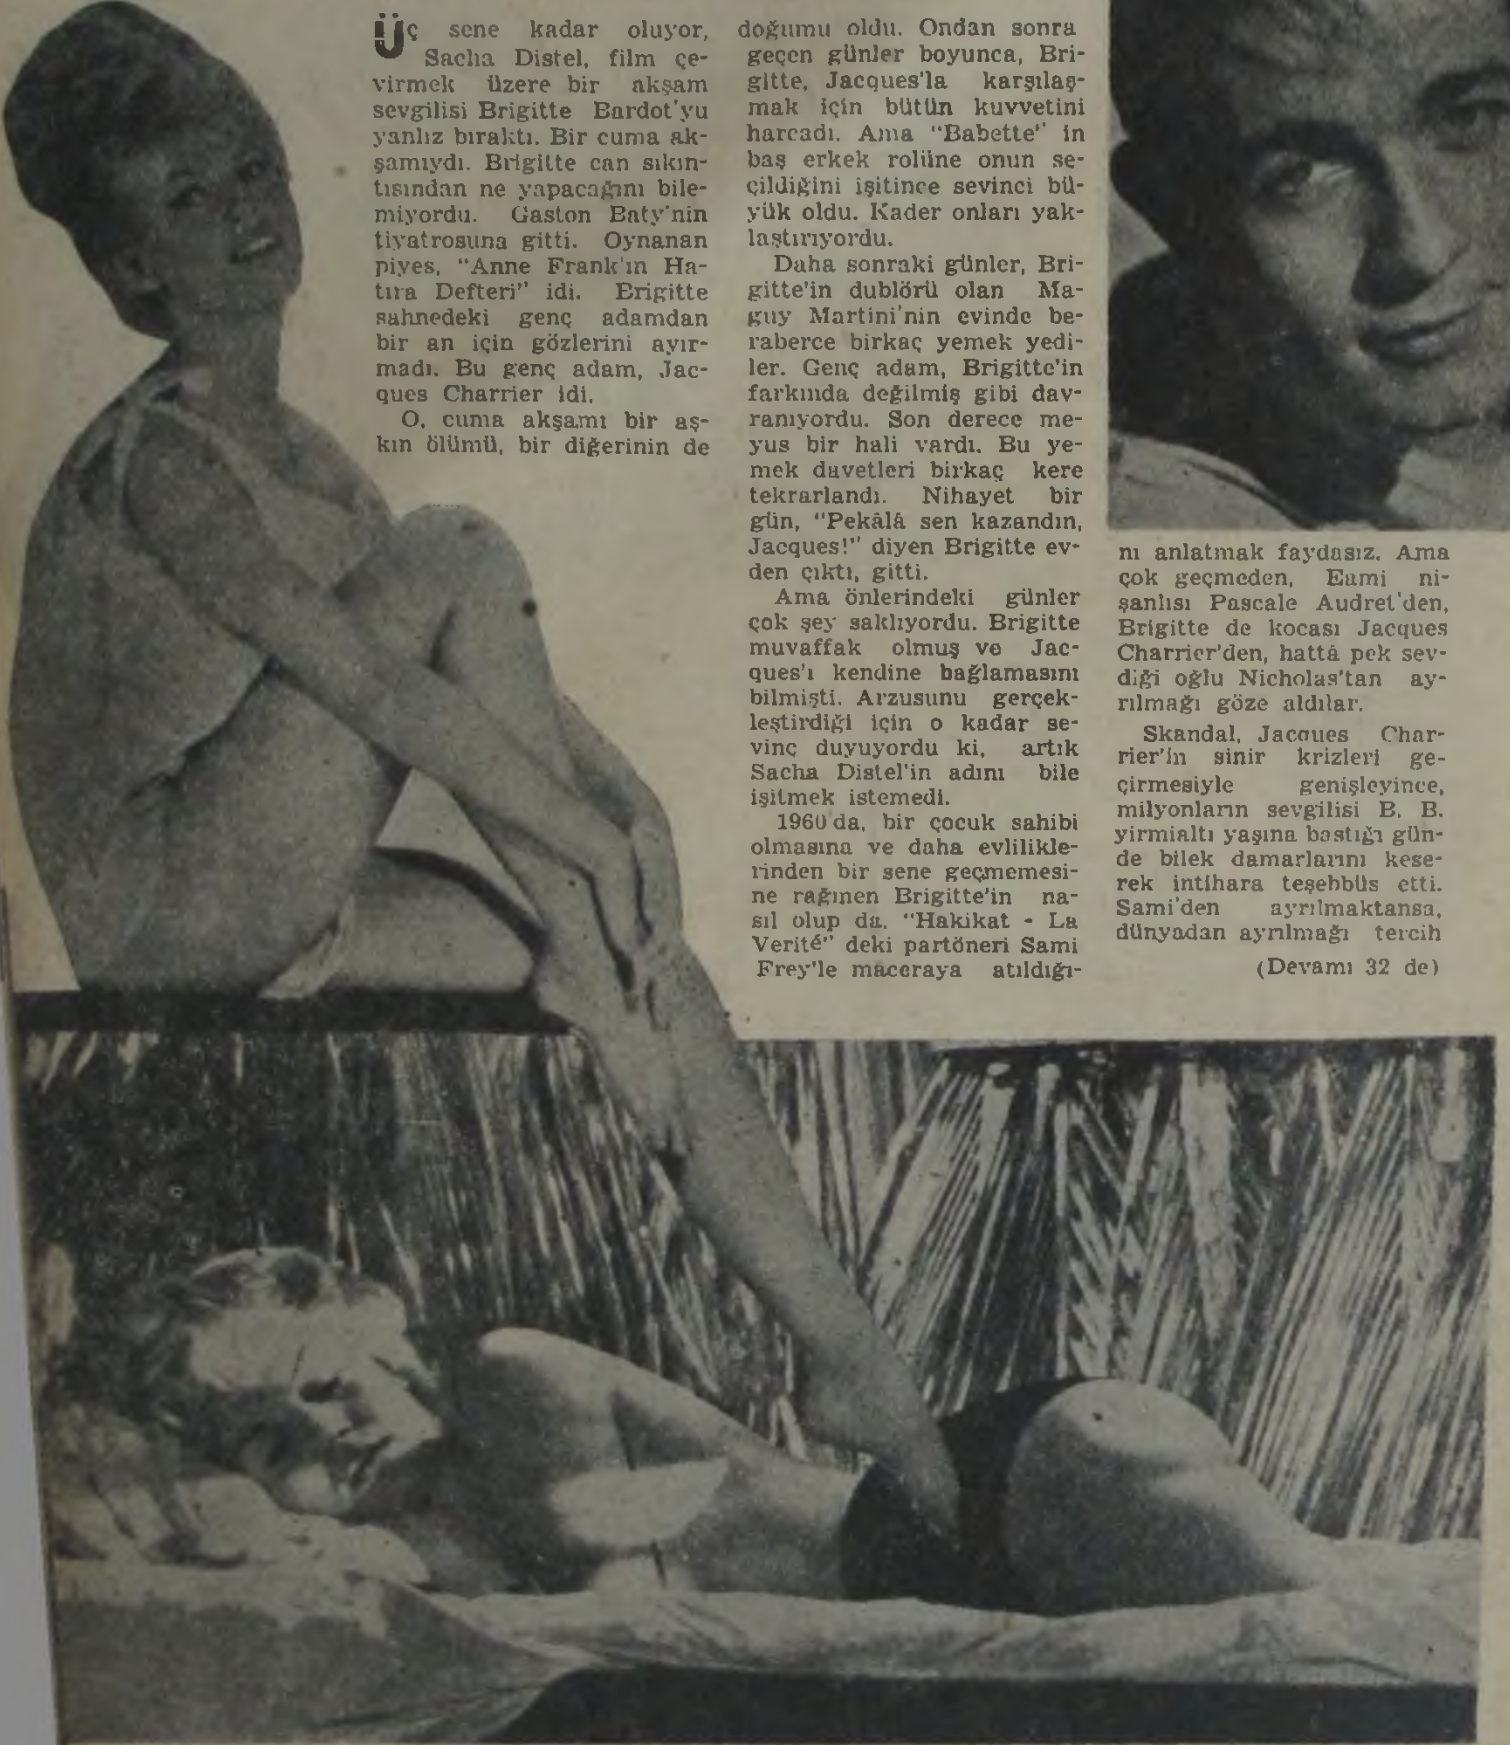 Üç sene kadar oluyor,
Sacha Distel, film çe-
virmek üzere bir akşam
sevgilisi Brigitte Bardot'yu
yanlız bıraktı. Bir cuma ak-
şamıydı. Brigitte can sıkın-
tısından ne yapacağını bile-
miyordu. Gaston Baty'nin
tiyatrosuna gitti. Oynanan
piyes, "Anne Frank'ın Ha-
tıra Defteri" idi. Brigitte
sahnedeki genç adamdan
bir an için gözlerini ayır-
madı. Bu genç adam, Jac-
ques Charrier idi.
O, cuma akşamı bir aş-
kın ölümü, bir diğerinin de
doğumu oldu. Ondan sonra
geçen günler boyunca, Bri-
gitte, Jacques'la karşılaş-
mak için bütün kuvvetini
harcadı. Ama "Babette" in
baş erkek rolüne onun se-
çildiğini işitince sevinci bü-
yük oldu. Kader onları yak-
laştırıyordu.
Daha sonraki günler, Bri-
gitte'in dublörü olan Ma-
guy Martini'nin evinde be-
raberce birkaç yemek yedi-
ler. Genç adam, Brigitte'in
farkında değilmiş gibi dav-
ranıyordu. Son derece me-
yus bir hali vardı. Bu ye-
mek davetleri birkaç kere
tekrarlandı. Nihayet bir
gün, "Pekâlâ sen kazandın,
Jacques!" diyen Brigitte ev-
den çıktı, gitti.
Ama önlerindeki günler
çok şey saklıyordu. Brigitte
muvaffak olmuş ve Jac-
ques'ı kendine bağlamasını
bilmişti. Arzusunu gerçek-
leştirdiği için o kadar se-
vinç duyuyordu ki, artık
Sacha Distel'in adını bile
işitmek istemedi.
1960'da, bir çocuk sahibi
olmasına ve daha evlilikle-
rinden bir sene geçmemesi-
ne rağmen Brigitte'in na-
sıl olup da, "Hakikat - La
Verité" deki partöneri Sami
Frey'le maceraya atıldığı-
nı anlatmak faydasız. Ama
çok geçmeden, Sami ni-
şanlısı Pascale Audret'den,
Brigitte de kocası Jacques
Charrier'den, hattâ pek sev-
diği oğlu Nicholas'tan ay-
rılmağı göze aldılar.
Skandal, Jacques Char-
rier'in sinir krizleri ge-
çirmesiyle genişleyince,
milyonların sevgilisi B. B.
yirmialtı yaşına bastığı gün-
de bilek damarlarını kese-
rek intihara teşebbüs etti.
Sami'den ayrılmaktansa,
dünyadan ayrılmağı tercih
(Devamı 32 de)